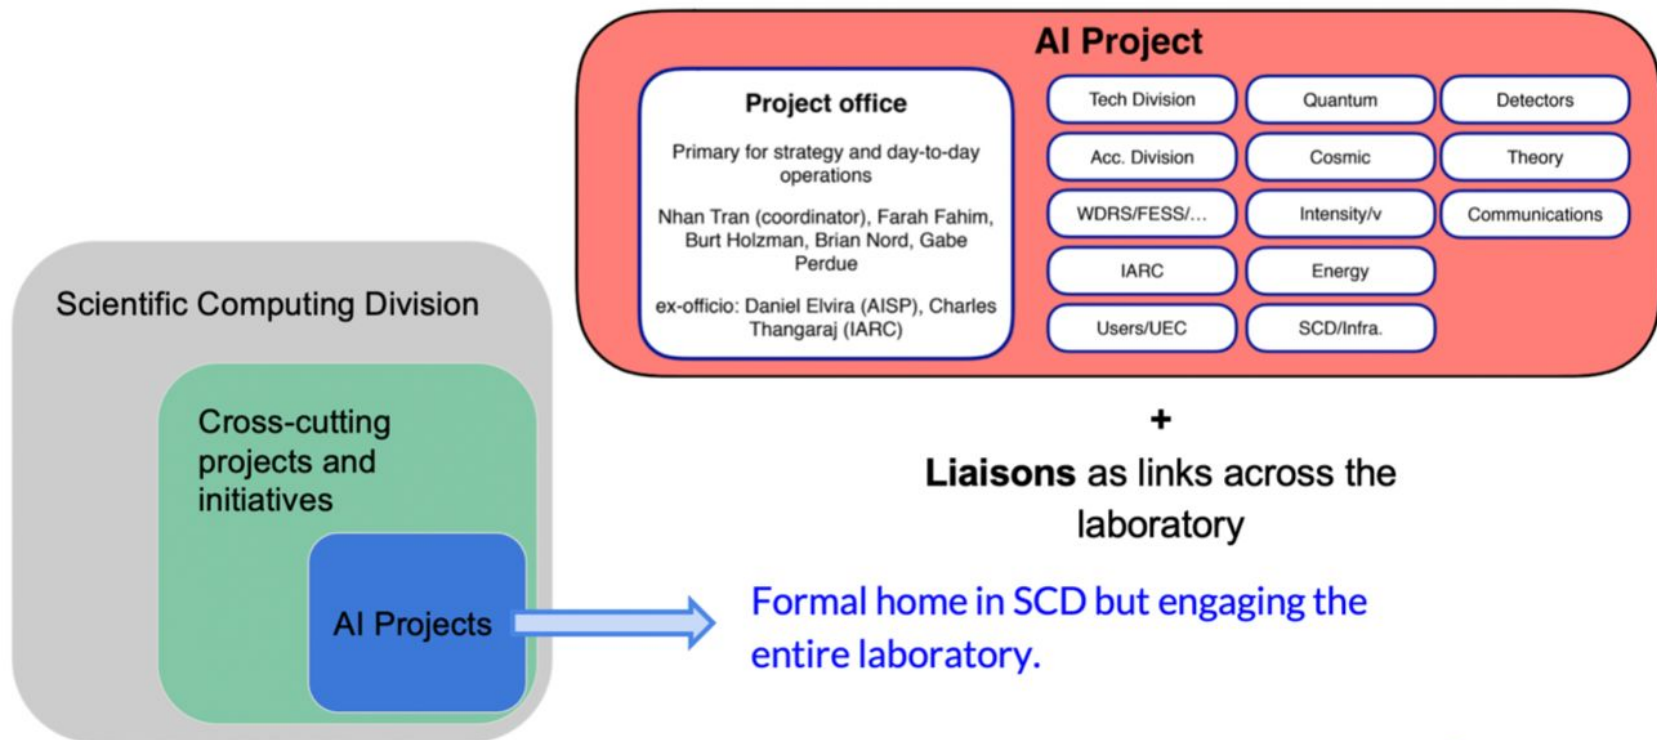 AI Project
Project office
Primary for strategy and day-to-day
operations
Nhan Tran (coordinator), Farah Fahim,
Burt Holzman, Brian Nord, Gabe
Perdue
ex-officio: Daniel Elvira (AISP), Charles
Thangaraj (IARC)
Tech Division
Quantum
Detectors
Acc. Division
Cosmic
Theory
WDRS/FESS/...
Intensity/ν
Communications
IARC
Energy
Users/UEC
SCD/Infra.
+
Liaisons as links across the
laboratory
Scientific Computing Division
Cross-cutting
projects and
initiatives
AI Projects
Formal home in SCD but engaging the
entire laboratory.